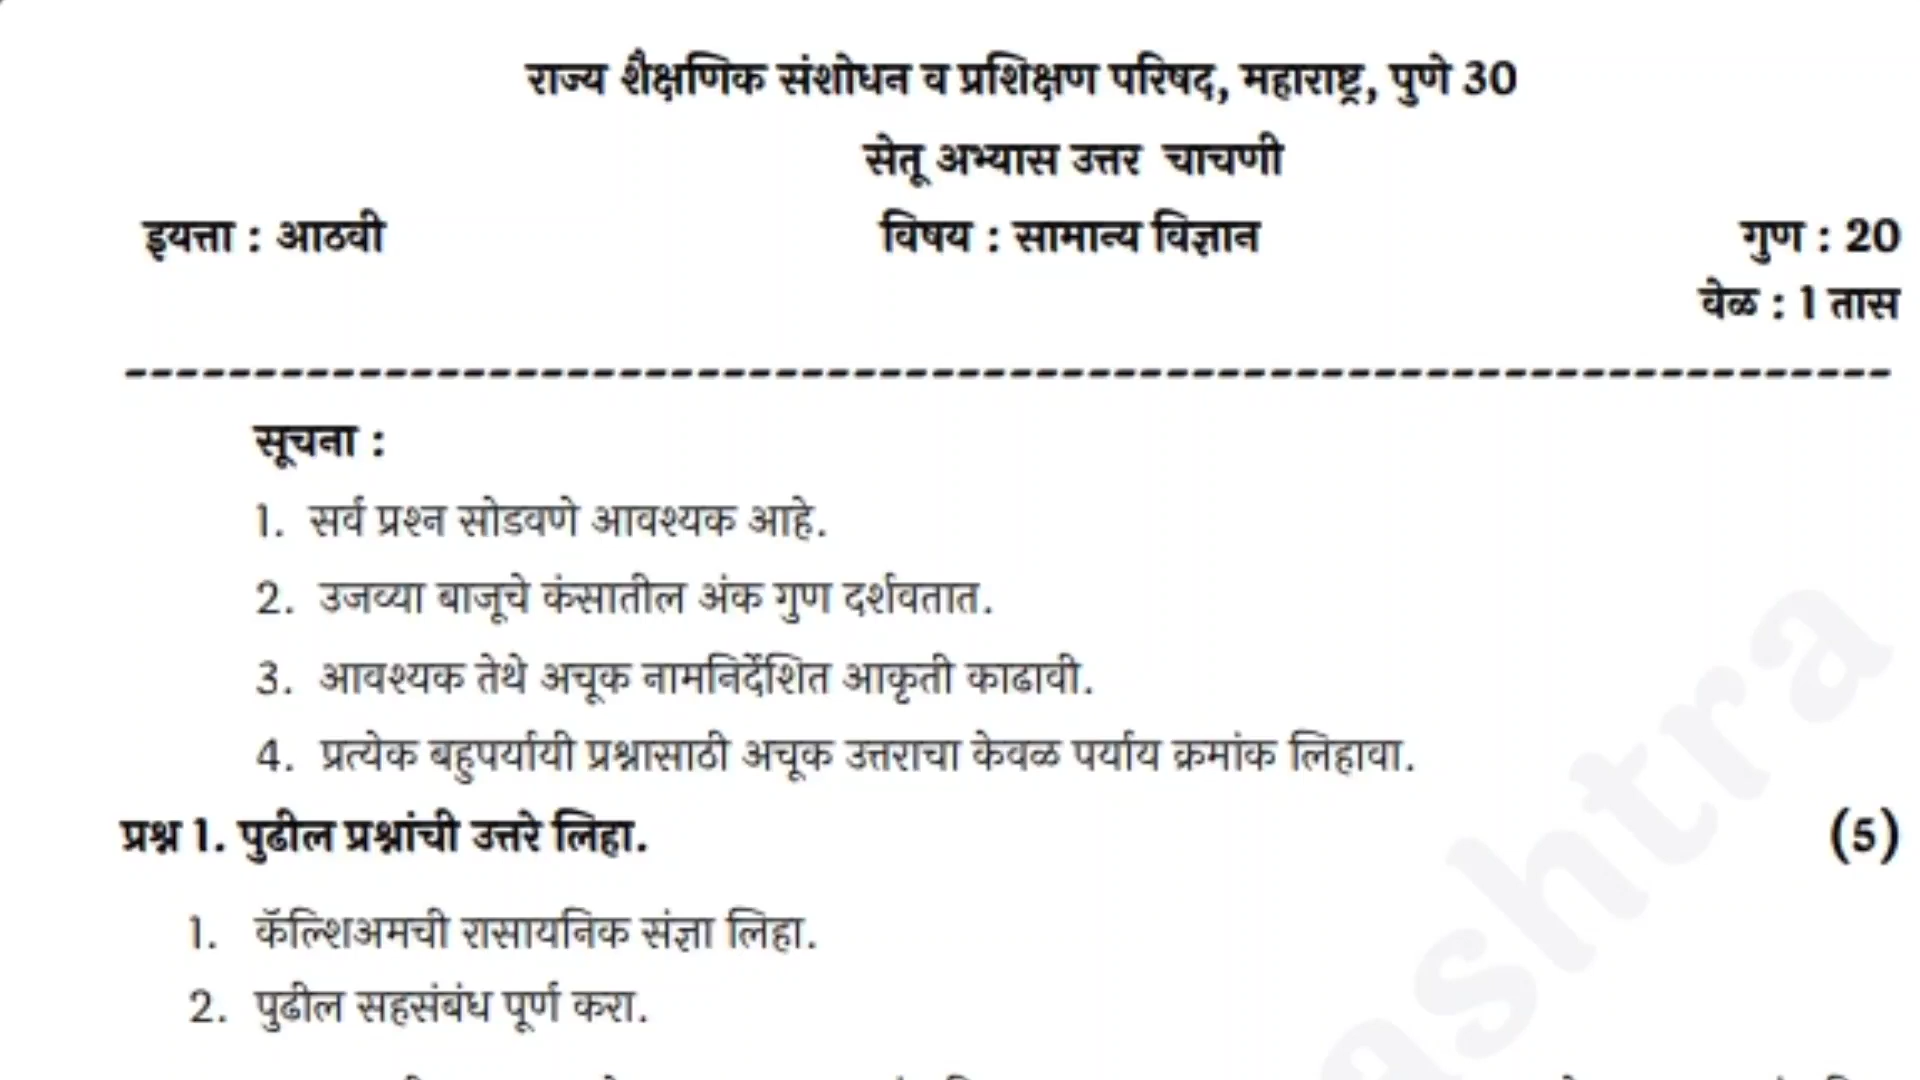 राज्य शैक्षणिक संशोधन व प्रशिक्षण परिषद, महाराष्ट्र, पुणे 30
सेतू अभ्यास उत्तर चाचणी
इयत्ता : आठवी विषय : सामान्य विज्ञान गुण : 20
वेळ : 1 तास
सूचना :
1. सर्व प्रश्न सोडवणे आवश्यक आहे.
2. उजव्या बाजूचे कंसातील अंक गुण दर्शवतात.
3. आवश्यक तेथे अचूक नामनिर्देशित आकृती काढावी.
4. प्रत्येक बहुपर्यायी प्रश्नासाठी अचूक उत्तराचा केवळ पर्याय क्रमांक लिहावा.
प्रश्न 1. पुढील प्रश्नांची उत्तरे लिहा. (5)
1. कॅल्शिअमची रासायनिक संज्ञा लिहा.
2. पुढील सहसंबंध पूर्ण करा.
ashtra